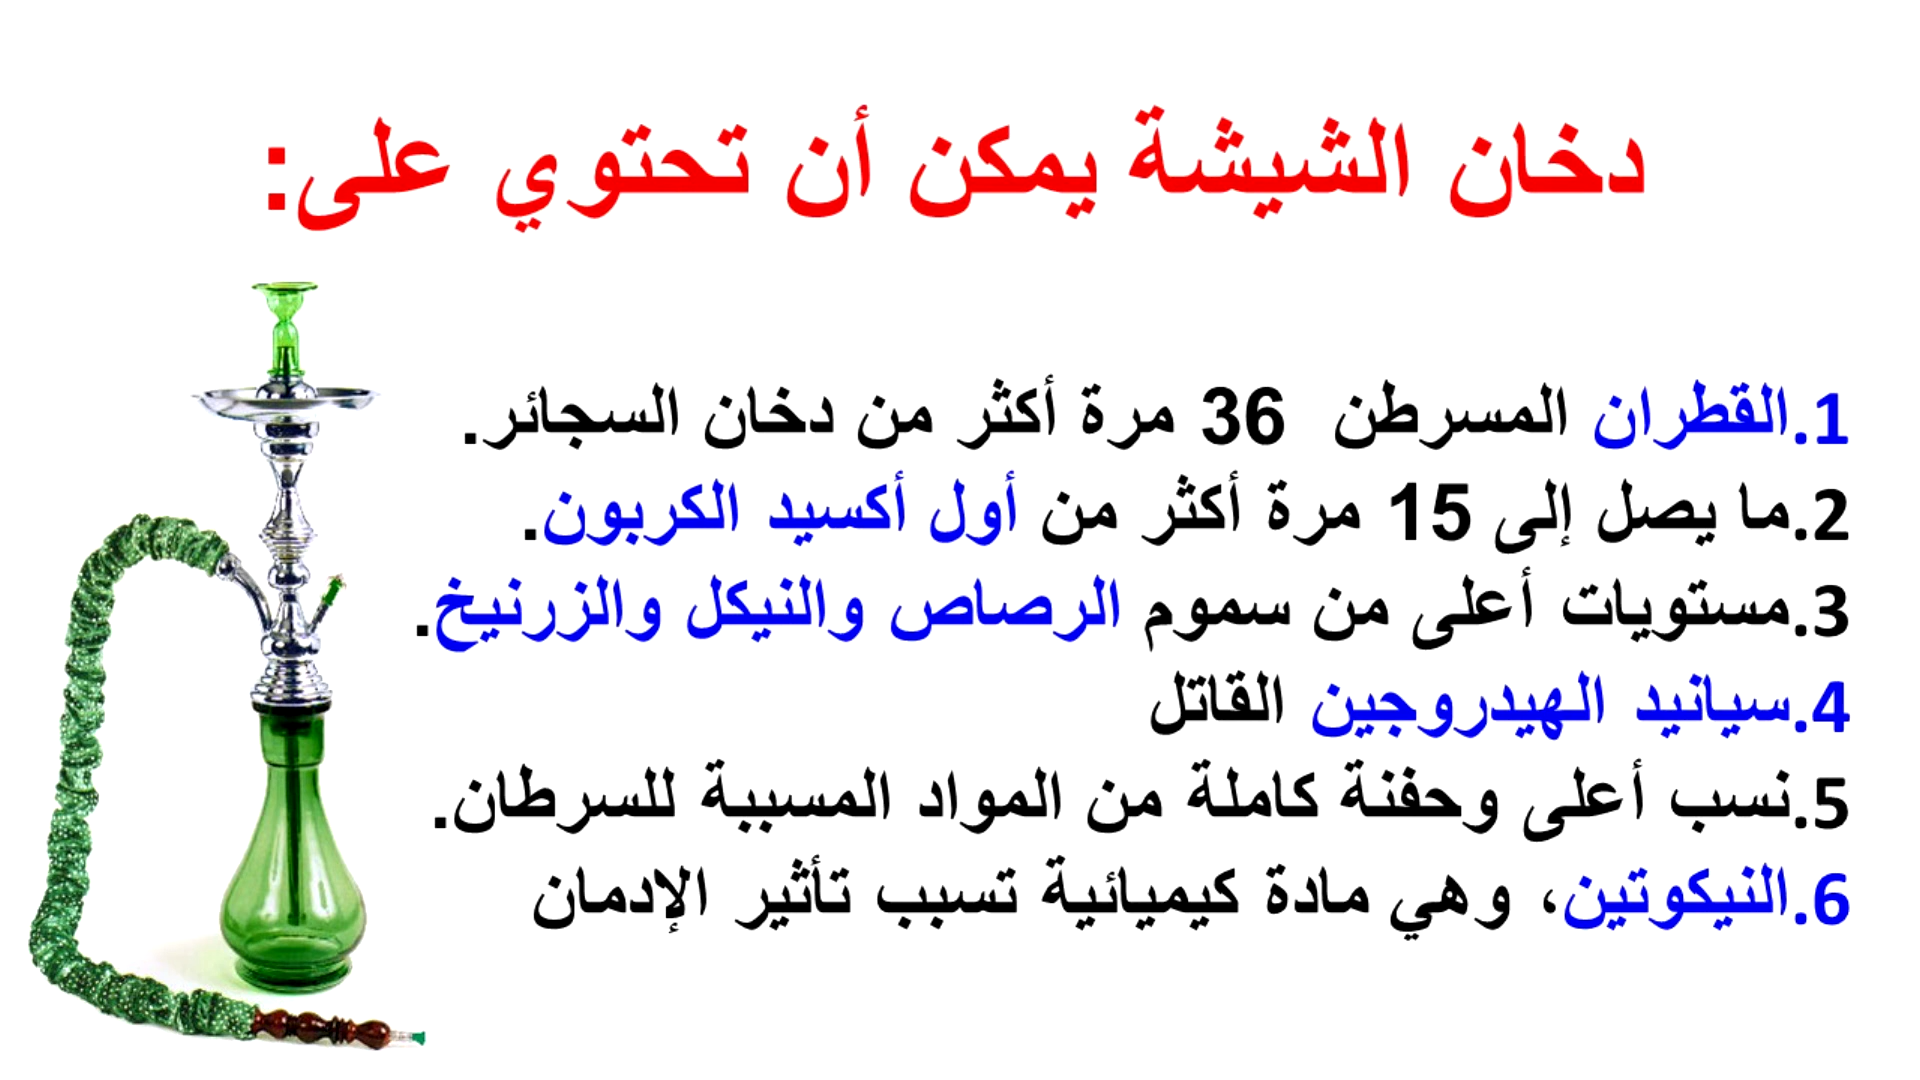 دخان الشيشة يمكن أن تحتوي على:
1.القطران المسرطن 36 مرة أكثر من دخان السجائر.
2.ما يصل إلى 15 مرة أكثر من أول أكسيد الكربون.
3.مستويات أعلى من سموم الرصاص والنيكل والزرنيخ.
4.سيانيد الهيدروجين القاتل
5.نسب أعلى وحفنة كاملة من المواد المسببة للسرطان.
6.النيكوتين، وهي مادة كيميائية تسبب تأثير الإدمان